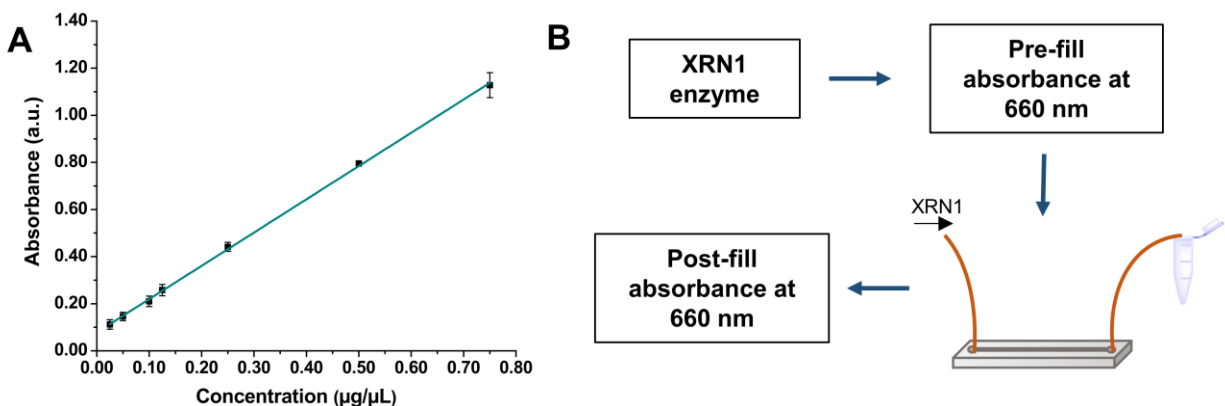 A
Absorbance (a.u.)
1.40
1.20
1.00
0.80
0.60
0.40
0.20
0.00
0.00 0.10 0.20 0.30 0.40 0.50 0.60 0.70 0.80
Concentration (µg/µL)
B
XRN1
enzyme
Pre-fill
absorbance at
660 nm
XRN1
Post-fill
absorbance at
660 nm